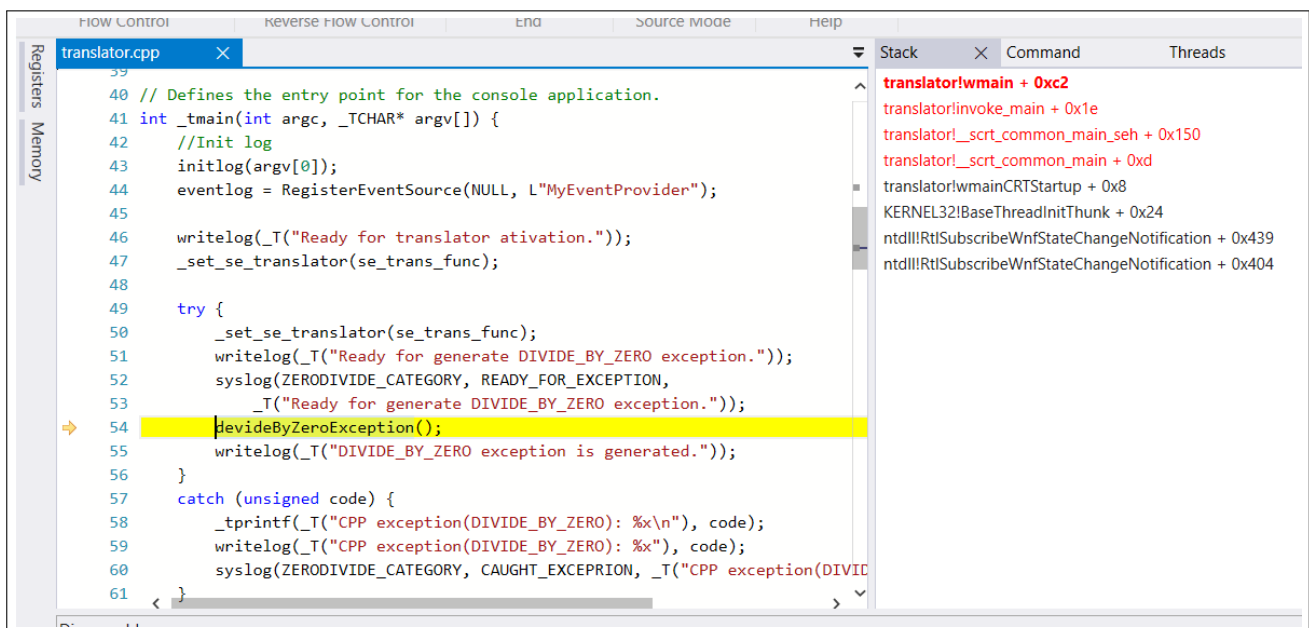 Flow Control Reverse Flow Control End Source Mode Help
Registers
Memory
translator.cpp
39
40 // Defines the entry point for the console application.
41 int _tmain(int argc, _TCHAR* argv[]) {
42 //Init log
43 initlog(argv[0]);
44 eventlog = RegisterEventSource(NULL, L"MyEventProvider");
45
46 writelog(_T("Ready for translator ativation."));
47 _set_se_translator(se_trans_func);
48
49 try {
50 _set_se_translator(se_trans_func);
51 writelog(_T("Ready for generate DIVIDE_BY_ZERO exception."));
52 syslog(ZERODIVIDE_CATEGORY, READY_FOR_EXCEPTION,
53 _T("Ready for generate DIVIDE_BY_ZERO exception."));
54 devideByZeroException();
55 writelog(_T("DIVIDE_BY_ZERO exception is generated."));
56 }
57 catch (unsigned code) {
58 _tprintf(_T("CPP exception(DIVIDE_BY_ZERO): %x\n"), code);
59 writelog(_T("CPP exception(DIVIDE_BY_ZERO): %x"), code);
60 syslog(ZERODIVIDE_CATEGORY, CAUGHT_EXCEPRION, _T("CPP exception(DIVID
61 }
Stack Command Threads
translator!wmain + 0xc2
translator!invoke_main + 0x1e
translator!__scrt_common_main_seh + 0x150
translator!__scrt_common_main + 0xd
translator!wmainCRTStartup + 0x8
KERNEL32!BaseThreadInitThunk + 0x24
ntdll!RtlSubscribeWnfStateChangeNotification + 0x439
ntdll!RtlSubscribeWnfStateChangeNotification + 0x404